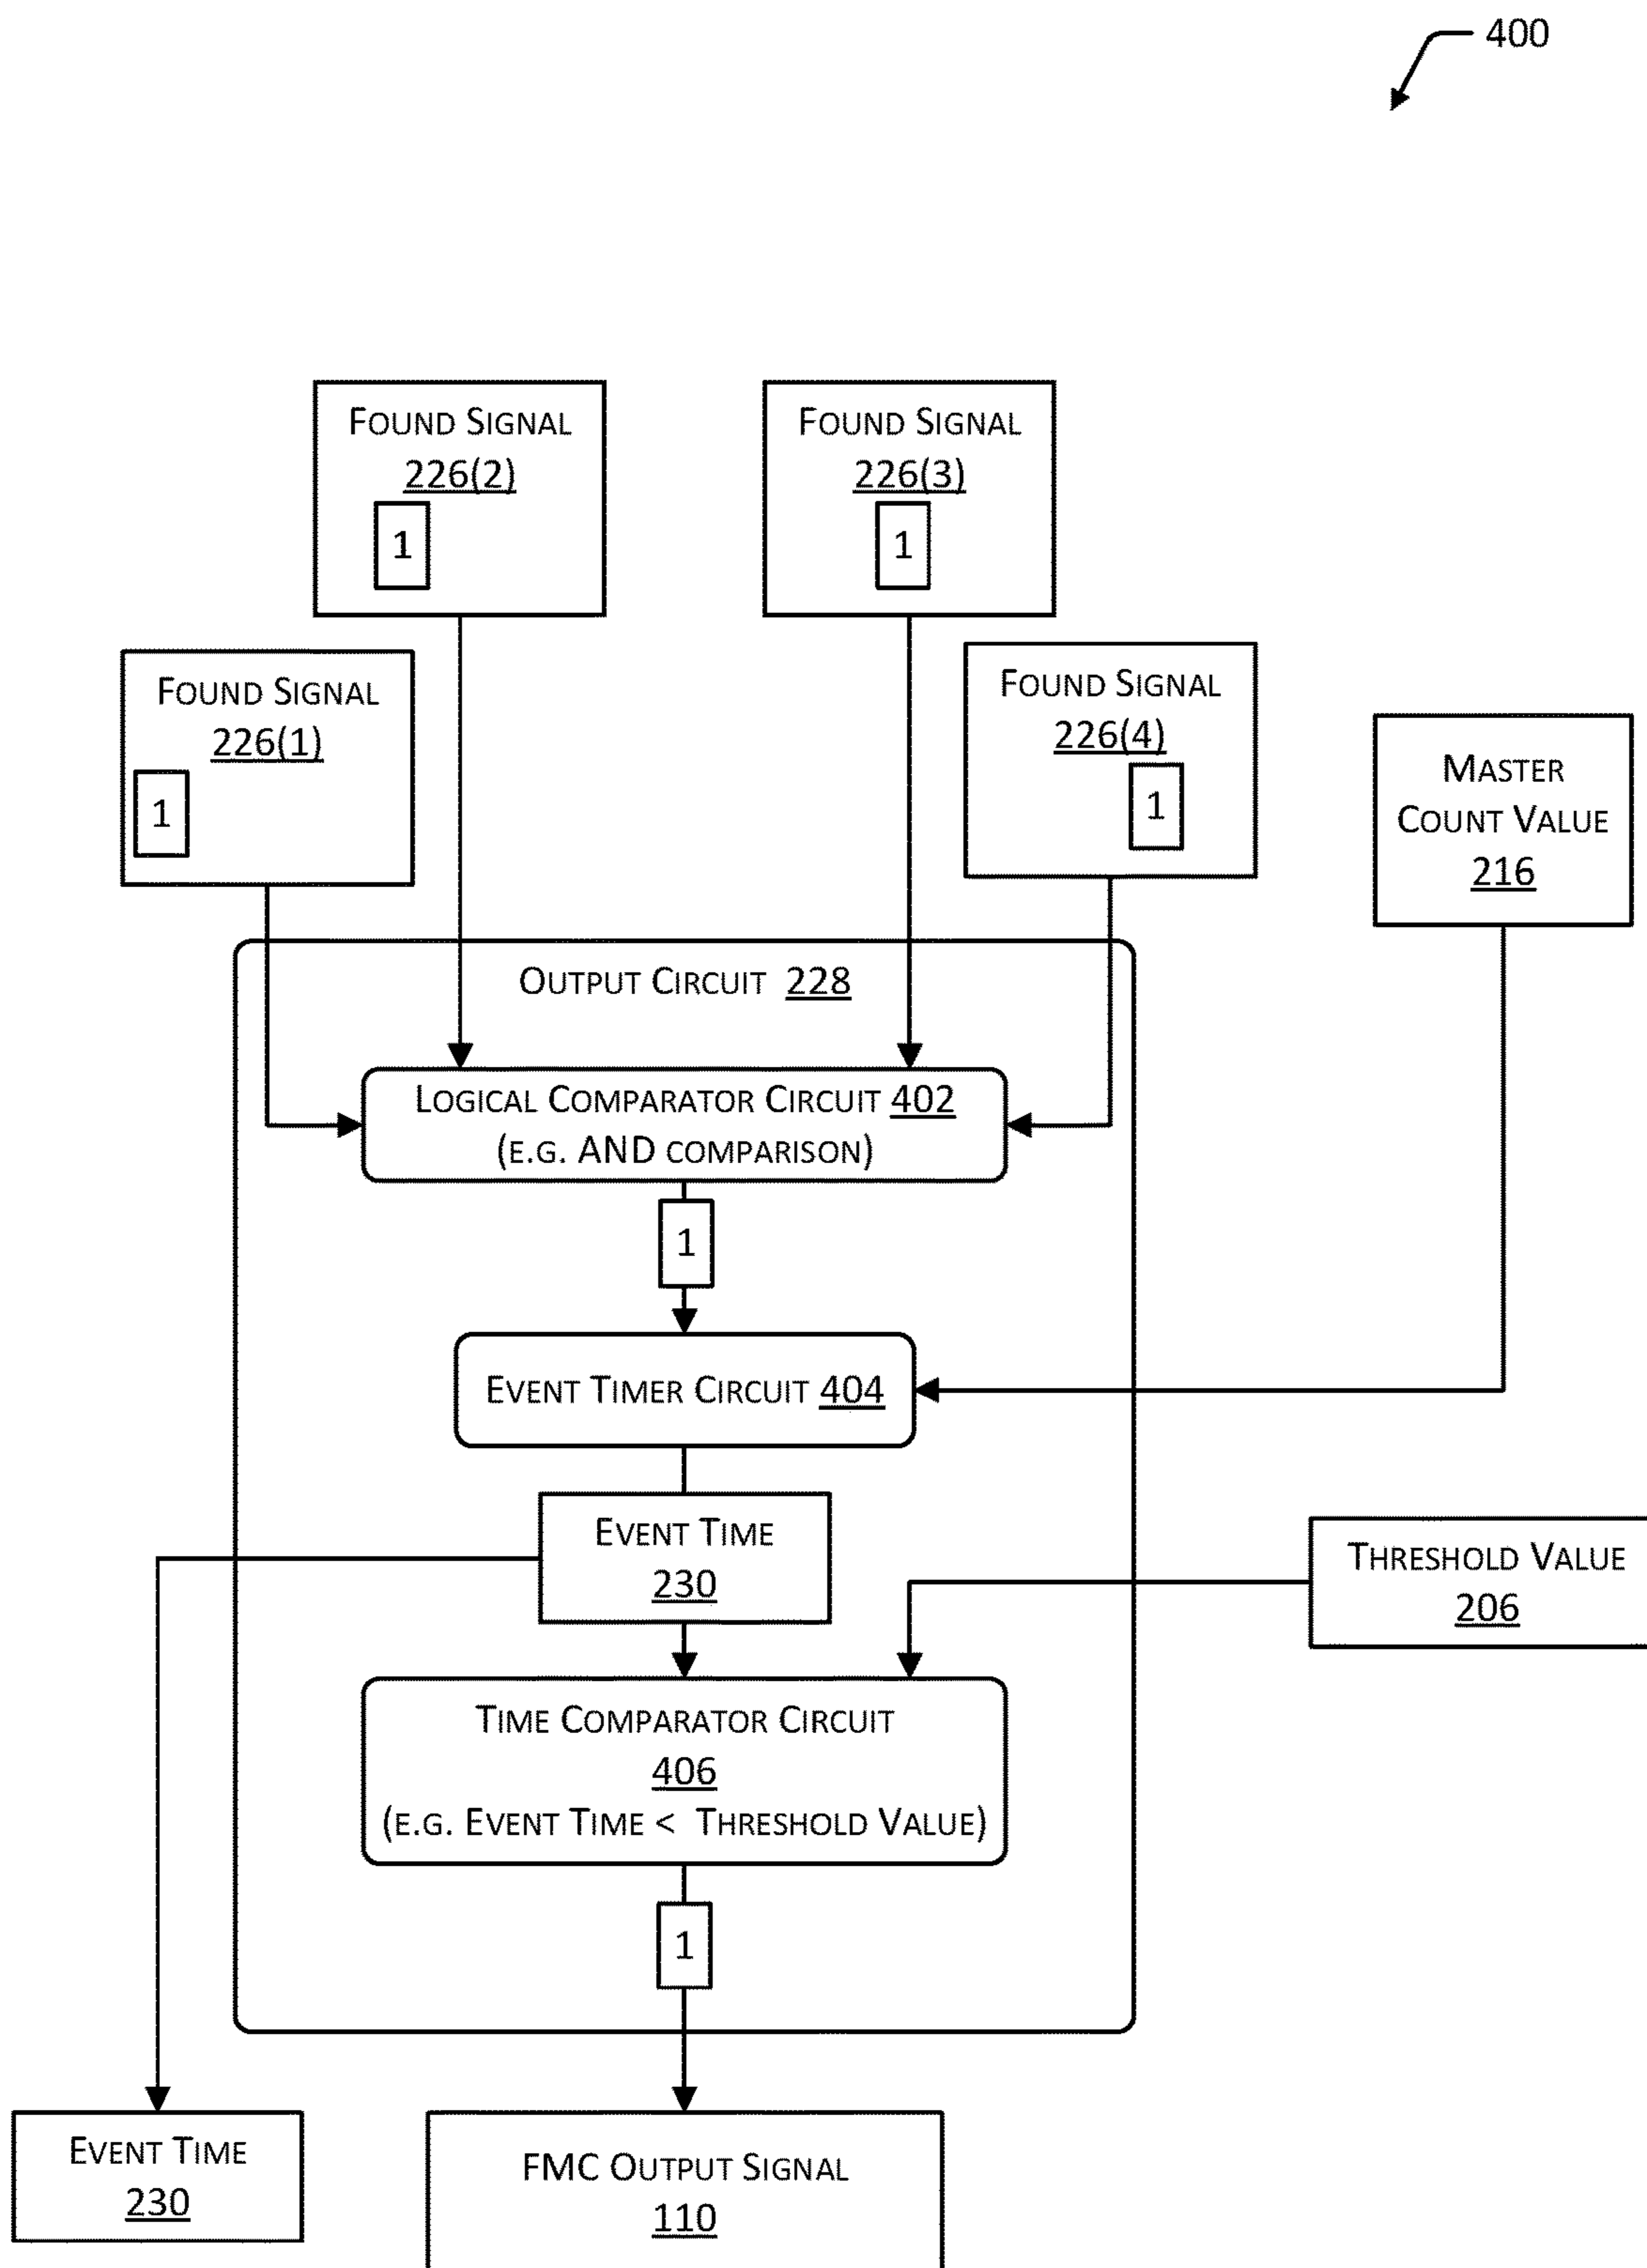 400
FOUND SIGNAL
226(2)
1
FOUND SIGNAL
226(3)
1
FOUND SIGNAL
226(1)
1
FOUND SIGNAL
226(4)
1
MASTER
COUNT VALUE
216
OUTPUT CIRCUIT 228
LOGICAL COMPARATOR CIRCUIT 402
(E.G. AND COMPARISON)
1
EVENT TIMER CIRCUIT 404
EVENT TIME
230
THRESHOLD VALUE
206
TIME COMPARATOR CIRCUIT
406
(E.G. EVENT TIME < THRESHOLD VALUE)
1
EVENT TIME
230
FMC OUTPUT SIGNAL
110